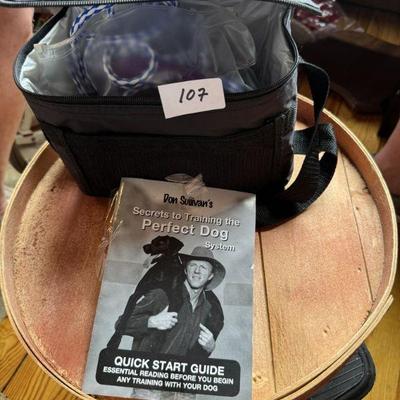 107
Don Sullivan's
Secrets to Training the
Perfect Dog
System
QUICK START GUIDE
ESSENTIAL READING BEFORE YOU BEGIN
ANY TRAINING WITH YOUR DOG